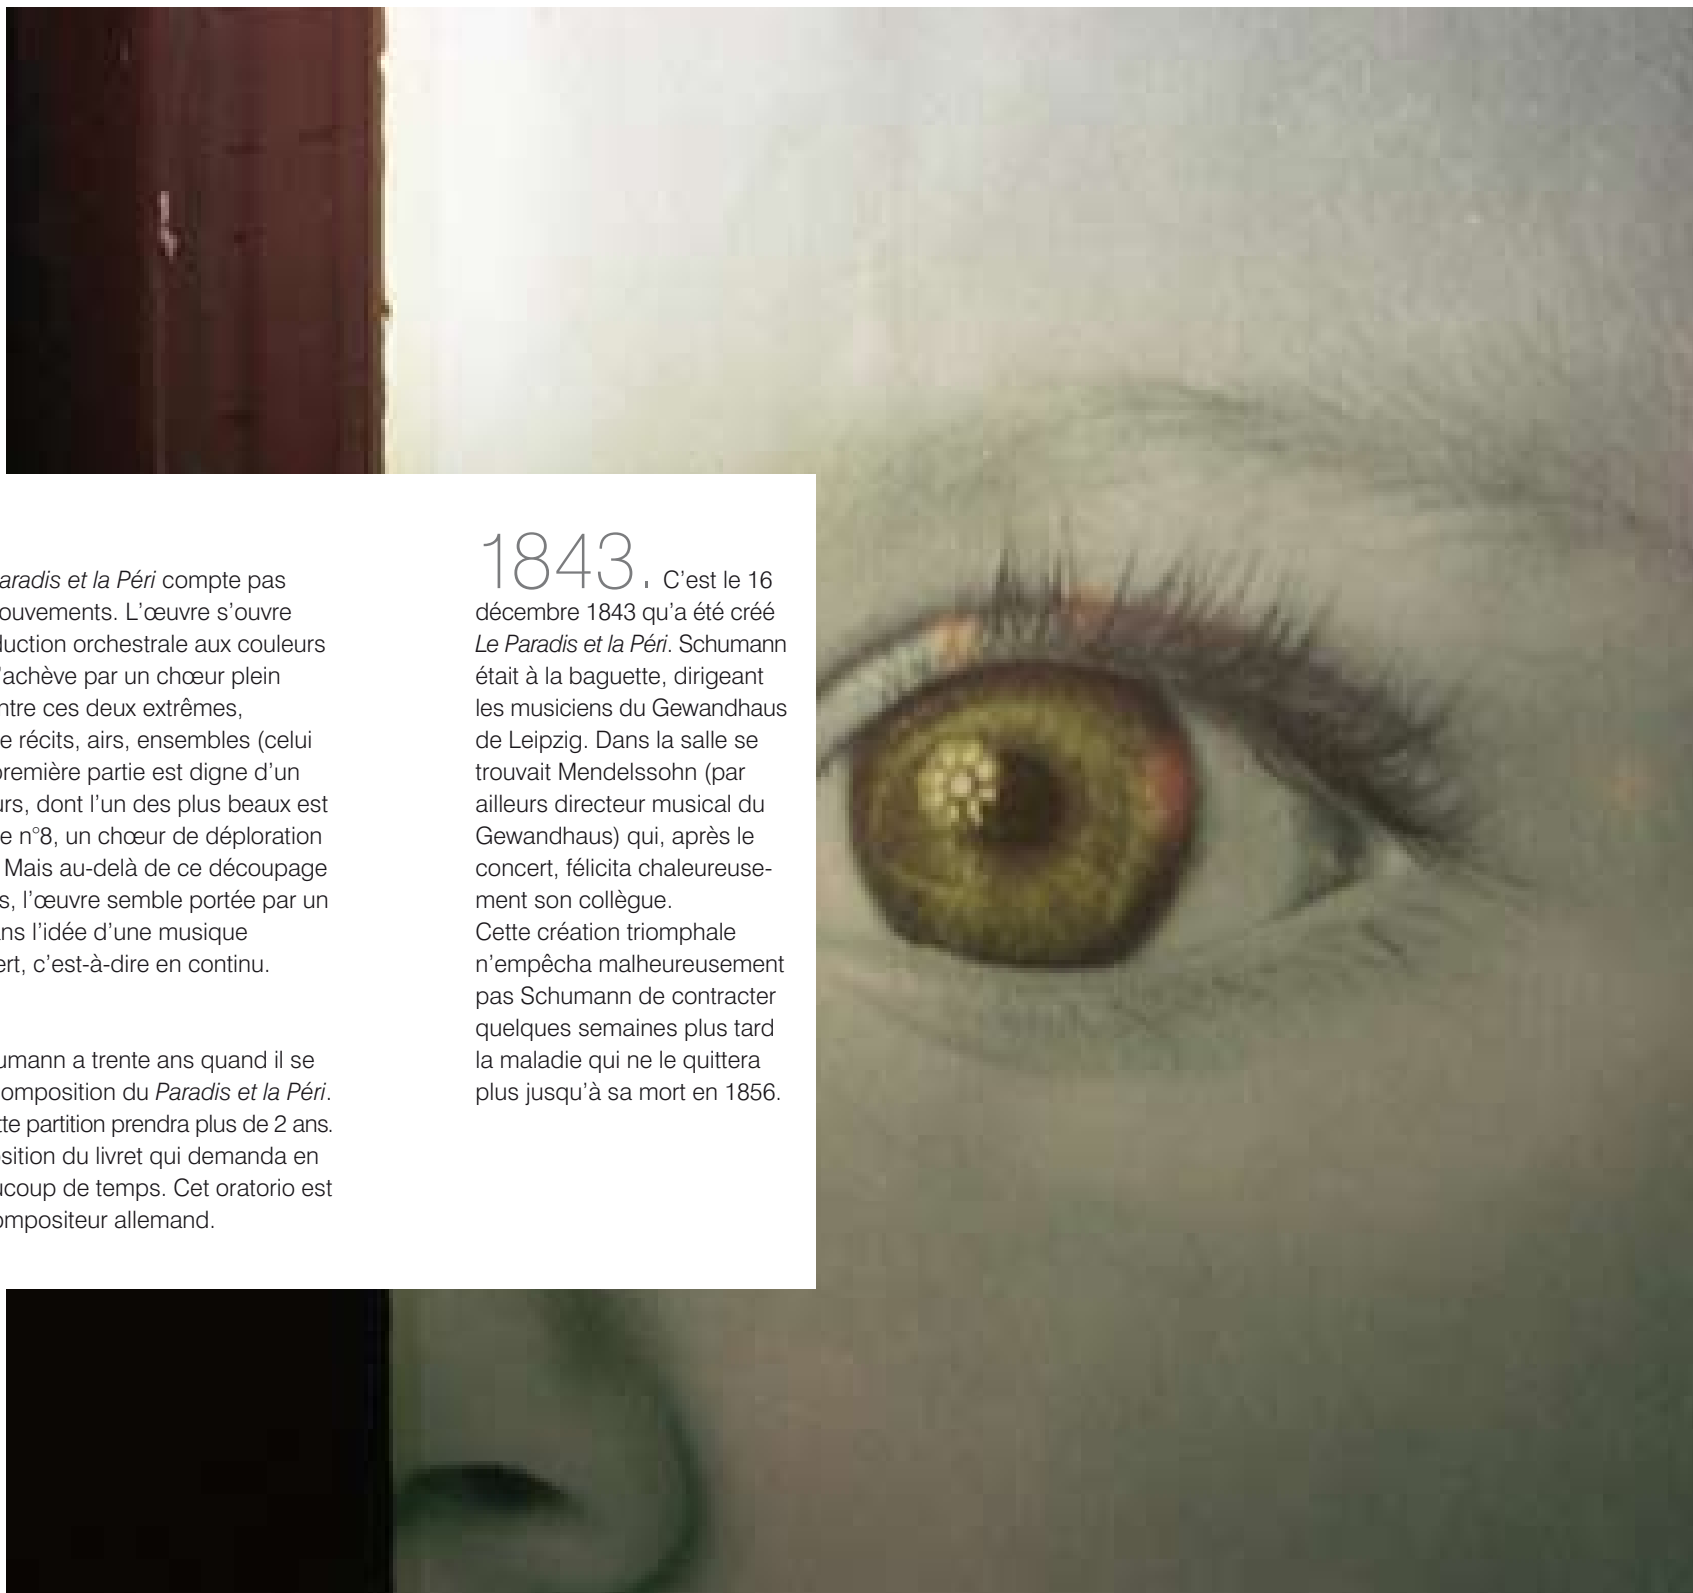 aradis et la Péri compte pas
ouvements. L'œuvre s'ouvre
duction orchestrale aux couleurs
'achève par un chœur plein
ntre ces deux extrêmes,
e récits, airs, ensembles (celui
première partie est digne d'un
urs, dont l'un des plus beaux est
e n°8, un chœur de déploration
. Mais au-delà de ce découpage
s, l'œuvre semble portée par un
ans l'idée d'une musique
ert, c'est-à-dire en continu.
umann a trente ans quand il se
omposition du Paradis et la Péri.
tte partition prendra plus de 2 ans.
osition du livret qui demanda en
ucoup de temps. Cet oratorio est
ompositeur allemand.
1843. C'est le 16
décembre 1843 qu'a été créé
Le Paradis et la Péri. Schumann
était à la baguette, dirigeant
les musiciens du Gewandhaus
de Leipzig. Dans la salle se
trouvait Mendelssohn (par
ailleurs directeur musical du
Gewandhaus) qui, après le
concert, félicita chaleureuse-
ment son collègue.
Cette création triomphale
n'empêcha malheureusement
pas Schumann de contracter
quelques semaines plus tard
la maladie qui ne le quittera
plus jusqu'à sa mort en 1856.